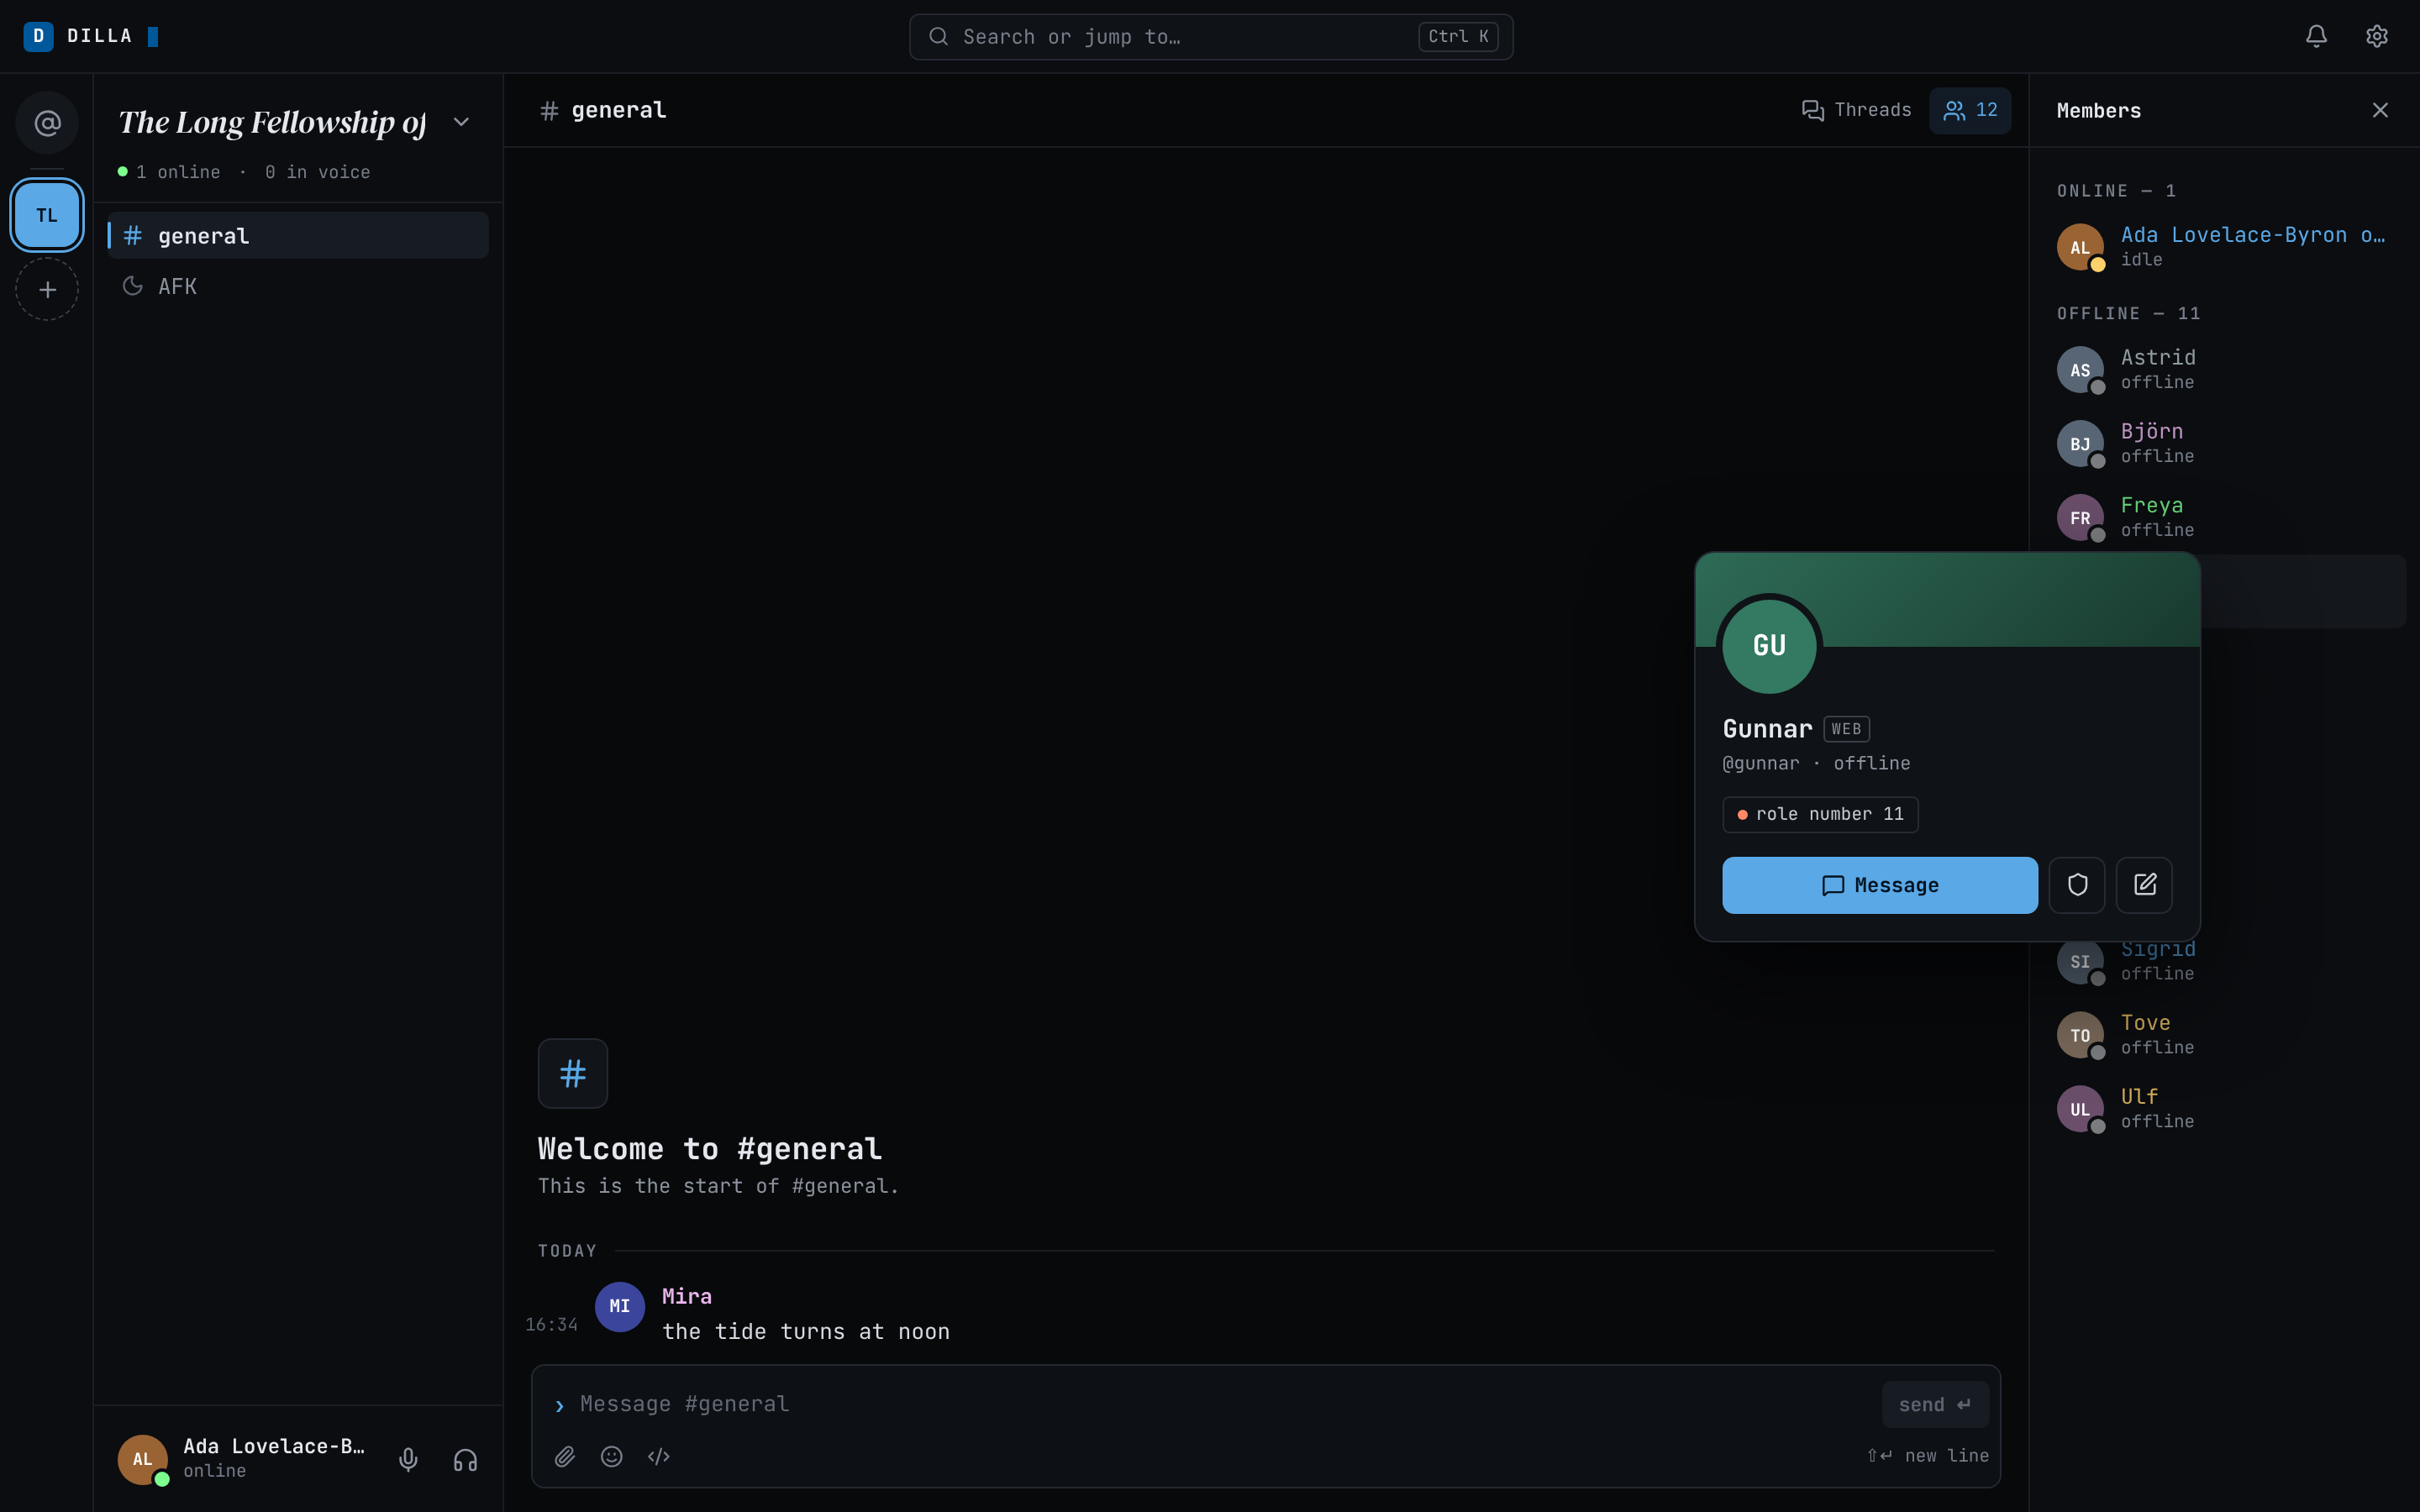 D DILLA
Search or jump to…
Ctrl K
TL
The Long Fellowship of
1 online · 0 in voice
general
AFK
AL
Ada Lovelace-B…
online
general
Threads
12
Welcome to #general
This is the start of #general.
TODAY
16:34
MI
Mira
the tide turns at noon
› Message #general
send ↵
⇧↵ new line
Members
ONLINE — 1
AL
Ada Lovelace-Byron o…
idle
OFFLINE — 11
AS
Astrid
offline
BJ
Björn
offline
FR
Freya
offline
GU
Gunnar WEB
@gunnar · offline
role number 11
Message
SI
Sigrid
offline
TO
Tove
offline
UL
Ulf
offline